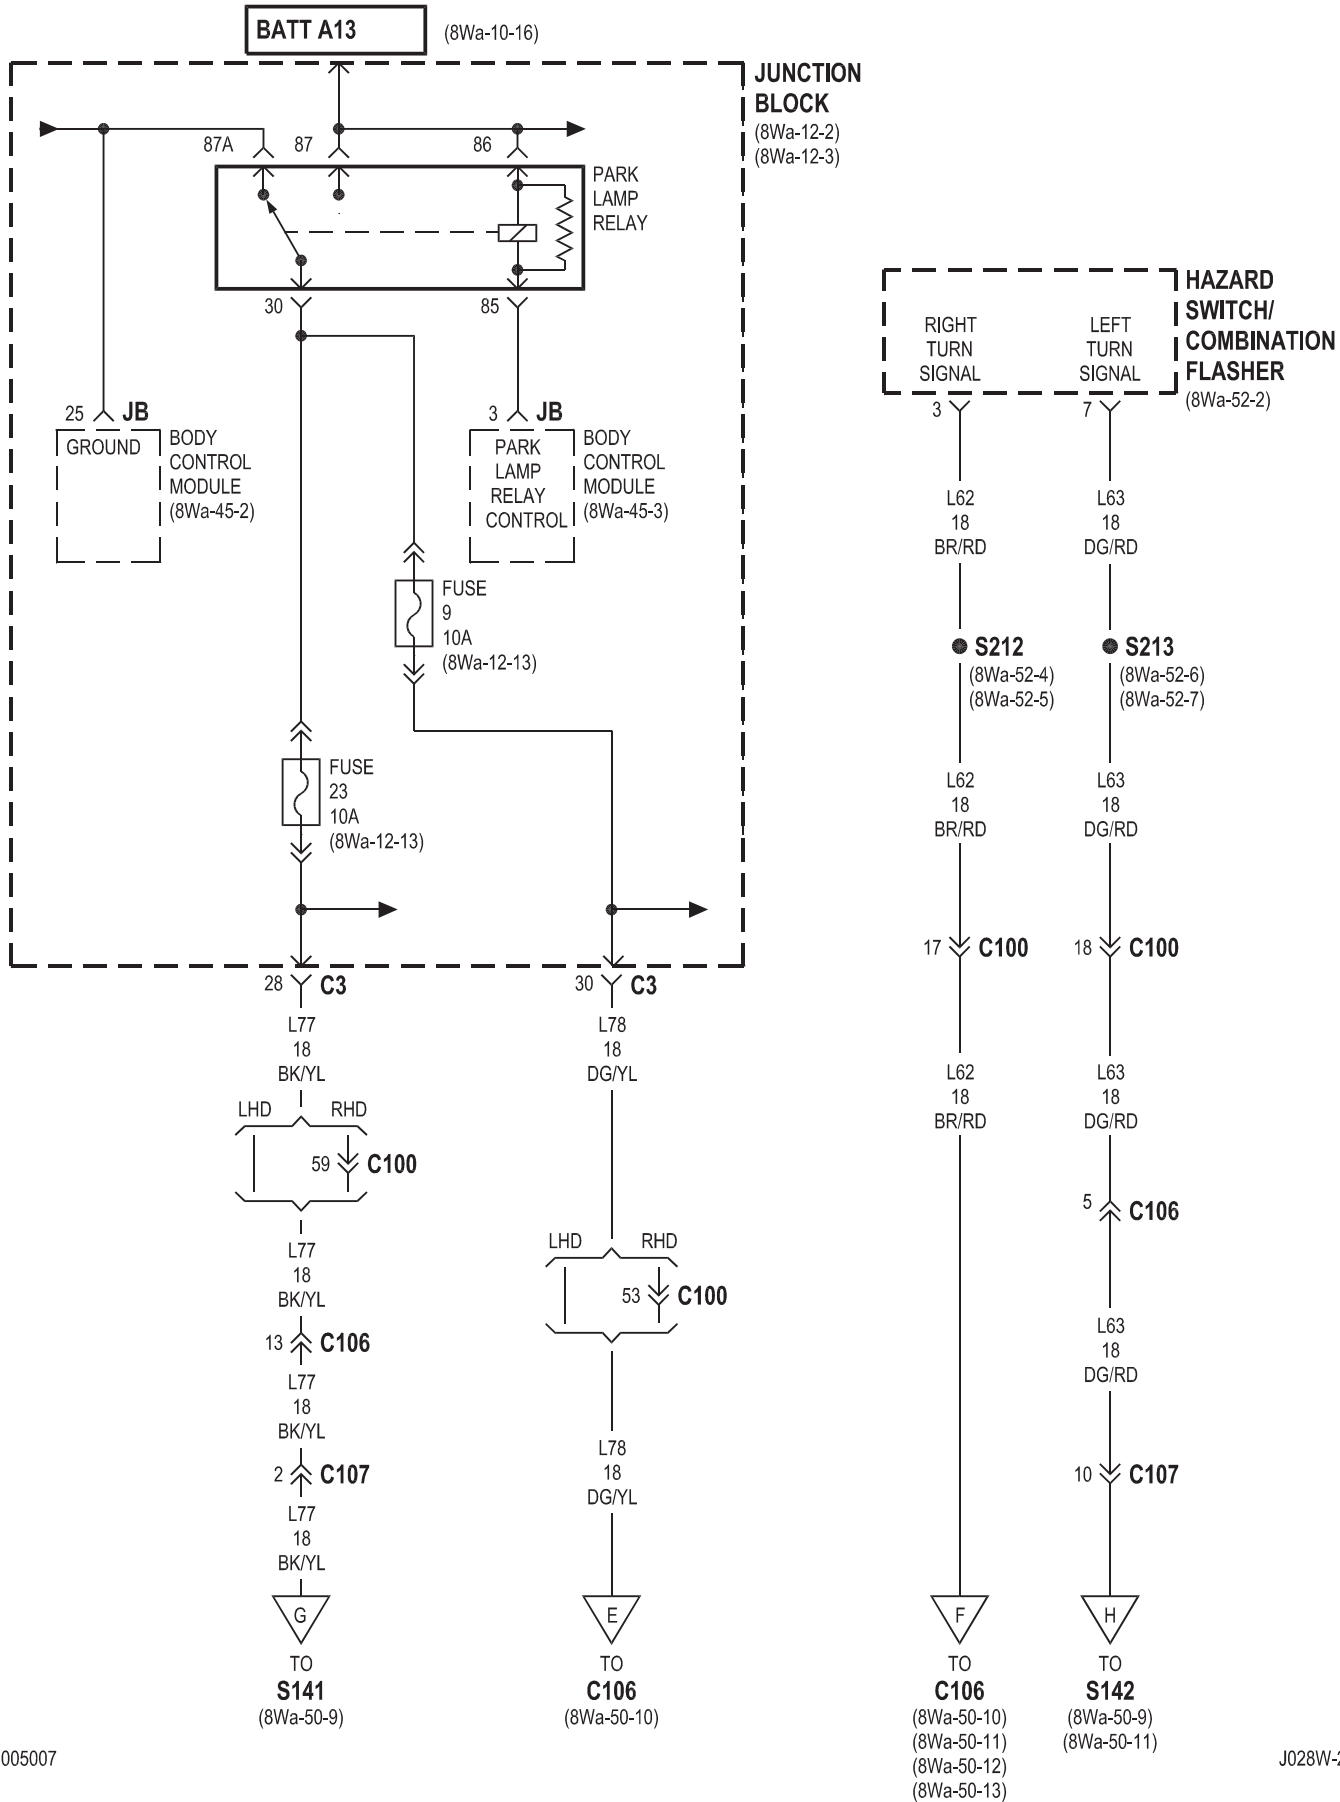 BATT A13
(8Wa-10-16)
JUNCTION
BLOCK
(8Wa-12-2)
(8Wa-12-3)
87A
87
86
PARK
LAMP
RELAY
30
85
25
JB
GROUND
BODY
CONTROL
MODULE
(8Wa-45-2)
3
JB
PARK
LAMP
RELAY
CONTROL
BODY
CONTROL
MODULE
(8Wa-45-3)
FUSE
9
10A
(8Wa-12-13)
FUSE
23
10A
(8Wa-12-13)
28
C3
L77
18
BK/YL
LHD
RHD
59
C100
L77
18
BK/YL
13
C106
L77
18
BK/YL
2
C107
L77
18
BK/YL
G
TO
S141
(8Wa-50-9)
30
C3
L78
18
DG/YL
LHD
RHD
53
C100
L78
18
DG/YL
E
TO
C106
(8Wa-50-10)
HAZARD
SWITCH/
COMBINATION
FLASHER
(8Wa-52-2)
RIGHT
TURN
SIGNAL
3
L62
18
BR/RD
S212
(8Wa-52-4)
(8Wa-52-5)
L62
18
BR/RD
17
C100
L62
18
BR/RD
F
TO
C106
(8Wa-50-10)
(8Wa-50-11)
(8Wa-50-12)
(8Wa-50-13)
LEFT
TURN
SIGNAL
7
L63
18
DG/RD
S213
(8Wa-52-6)
(8Wa-52-7)
L63
18
DG/RD
18
C100
L63
18
DG/RD
5
C106
L63
18
DG/RD
10
C107
H
TO
S142
(8Wa-50-9)
(8Wa-50-11)
005007
J028W-